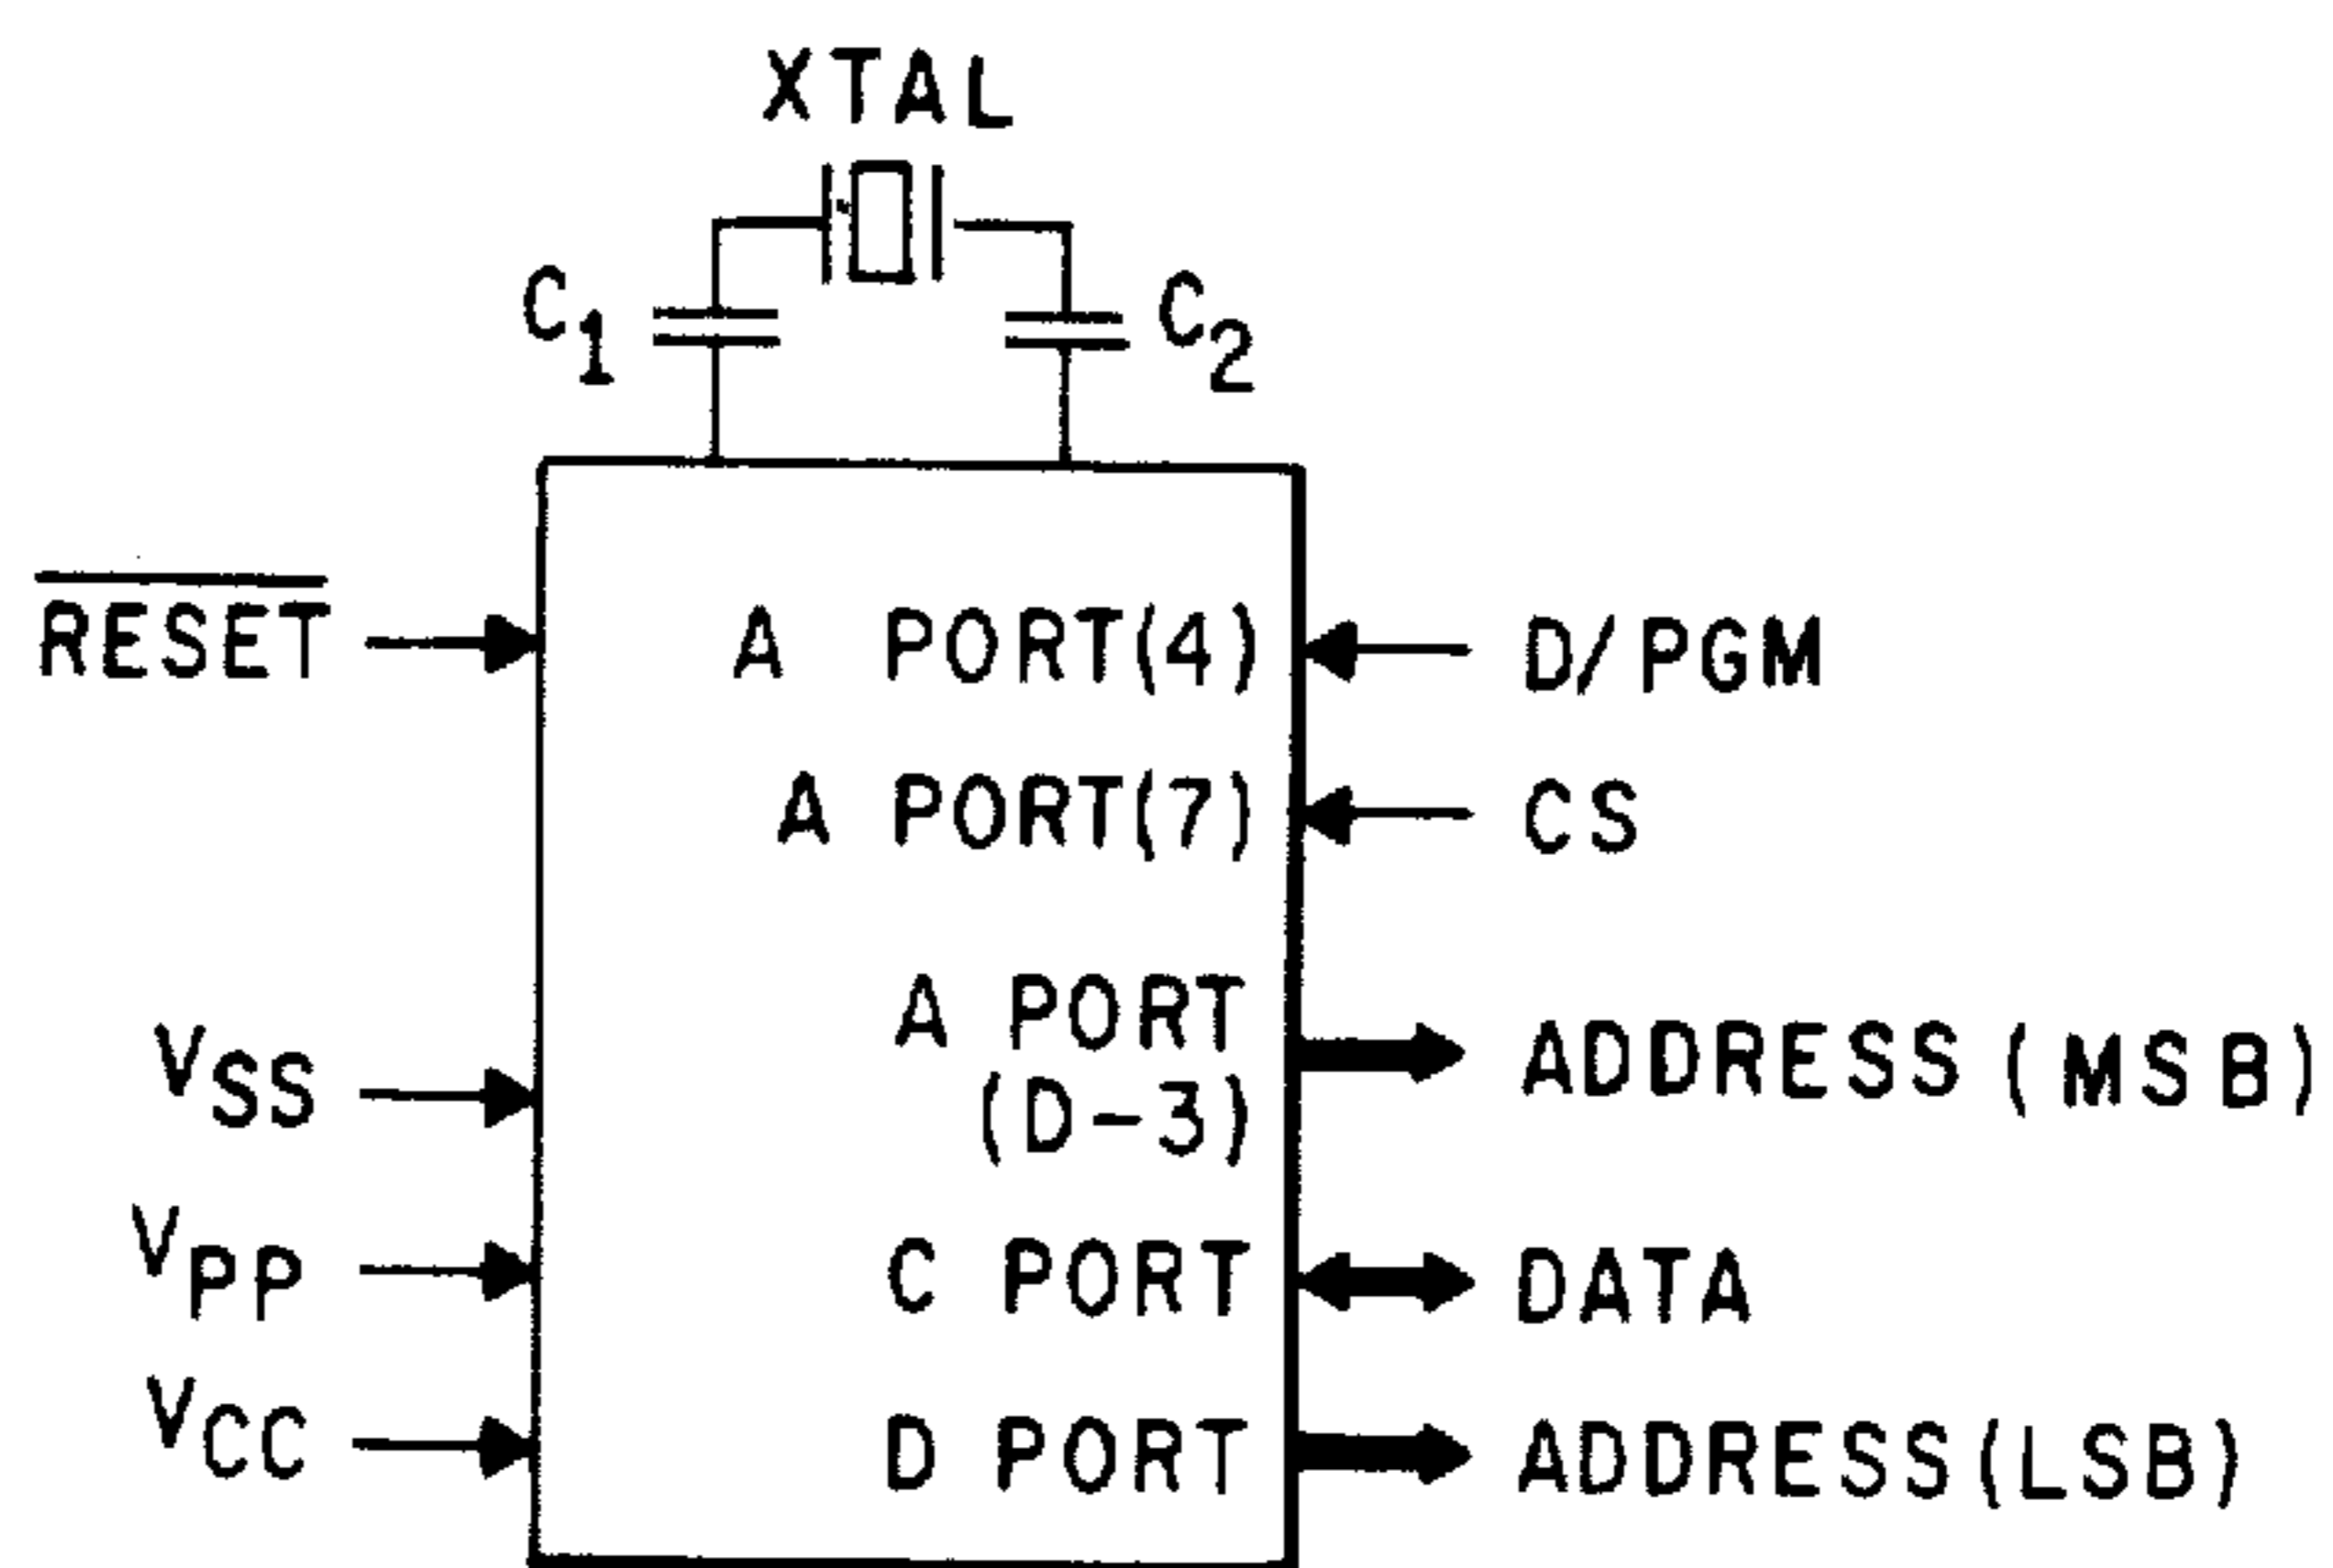 XTAL
C1
C2
RESET
A PORT(4)
D/PGM
A PORT(7)
CS
A PORT
(D-3)
ADDRESS (MSB)
VSS
VPP
C PORT
DATA
VCC
D PORT
ADDRESS(LSB)